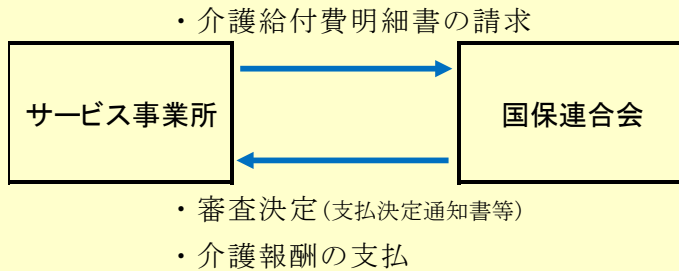 ・介護給付費明細書の請求
サービス事業所
国保連合会
・審査決定(支払決定通知書等)
・介護報酬の支払